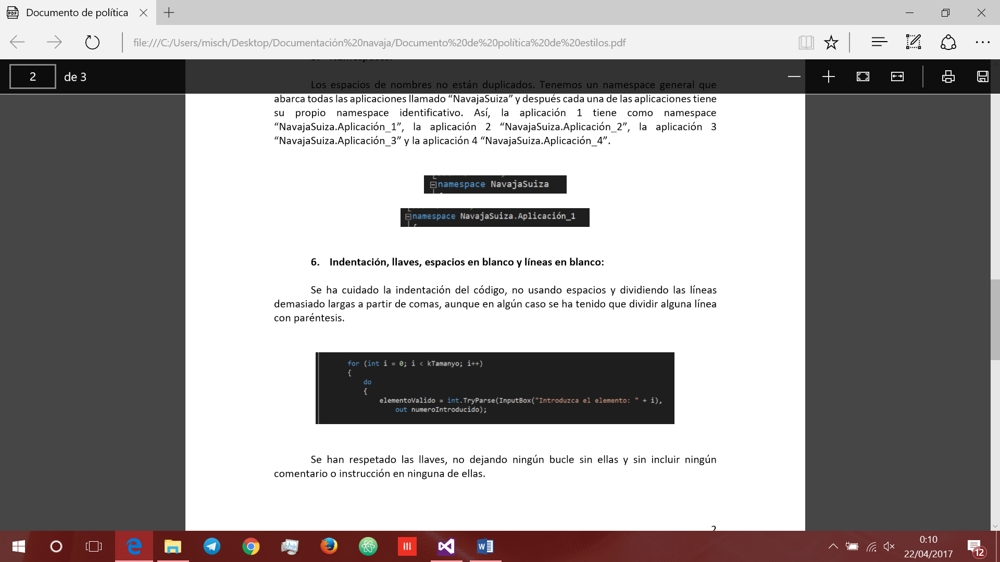 Documento de política
file:///C:/Users/misch/Desktop/Documentación%20navaja/Documento%20de%20política%20de%20estilos.pdf
2 de 3
Los espacios de nombres no están duplicados. Tenemos un namespace general que
abarca todas las aplicaciones llamado “NavajaSuiza” y después cada una de las aplicaciones tiene
su propio namespace identificativo. Así, la aplicación 1 tiene como namespace
“NavajaSuiza.Aplicación_1”, la aplicación 2 “NavajaSuiza.Aplicación_2”, la aplicación 3
“NavajaSuiza.Aplicación_3” y la aplicación 4 “NavajaSuiza.Aplicación_4”.
namespace NavajaSuiza
namespace NavajaSuiza.Aplicación_1
6. Indentación, llaves, espacios en blanco y líneas en blanco:
Se ha cuidado la indentación del código, no usando espacios y dividiendo las líneas
demasiado largas a partir de comas, aunque en algún caso se ha tenido que dividir alguna línea
con paréntesis.
for (int i = 0; i < kTamanyo; i++)
{
do
{
elementoValido = int.TryParse(InputBox("Introduzca el elemento: " + i),
out numeroIntroducido);
Se han respetado las llaves, no dejando ningún bucle sin ellas y sin incluir ningún
comentario o instrucción en ninguna de ellas.
2
0:10
22/04/2017
12